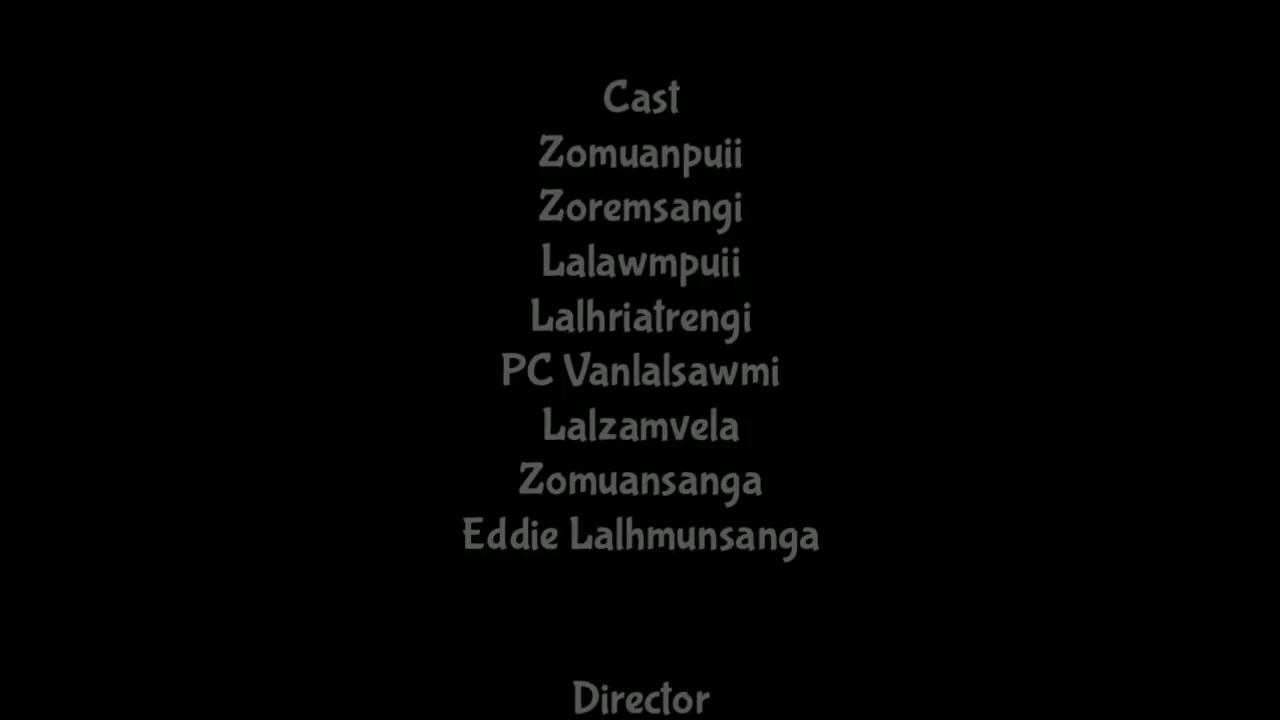 Cast
Zomuanpuii
Zoremsangi
Lalawmpuii
Lalhriatrengi
PC Vanlalsawmi
Lalzamvela
Zomuansanga
Eddie Lalhmunsanga
Director